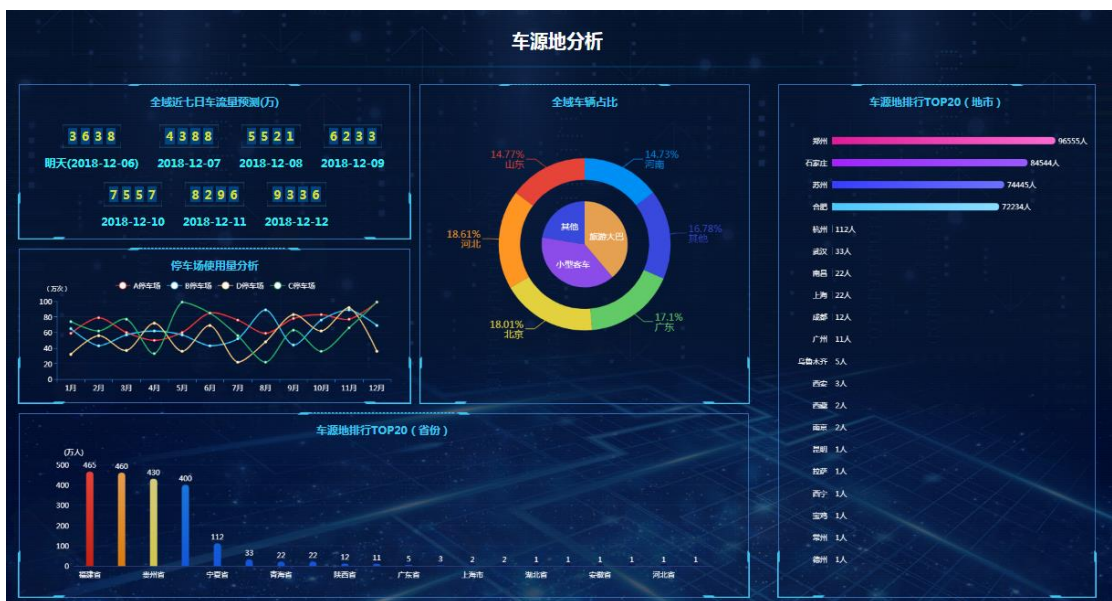 车源地分析
全域近七日车流量预测(万)
3638 4388 5521 6233
明天(2018-12-06) 2018-12-07 2018-12-08 2018-12-09
7557 8296 9336
2018-12-10 2018-12-11 2018-12-12
停车场使用量分析
(万次)
A停车场 B停车场 D停车场 C停车场
100
80
60
40
20
0
1月 2月 3月 4月 5月 6月 7月 8月 9月 10月 11月 12月
全域车辆占比
14.77%
山东
14.73%
河南
18.61%
河北
16.78%
其他
18.01%
北京
17.1%
广东
其他
旅游大巴
小型客车
车源地排行TOP20（地市）
郑州 96555人
石家庄 84544人
苏州 74445人
合肥 72234人
杭州 112人
武汉 33人
南昌 22人
上海 22人
成都 12人
广州 11人
乌鲁木齐 5人
西安 3人
西藏 2人
南京 2人
昆明 1人
拉萨 1人
西宁 1人
宝鸡 1人
常州 1人
德州 1人
车源地排行TOP20（省份）
(万人)
500
400
300
200
100
0
465 460 430 400 112 33 22 22 12 11 5 3 2 2 1 1 1 1 1 1
福建省 贵州省 宁夏省 青海省 陕西省 广东省 上海市 湖北省 安徽省 河北省